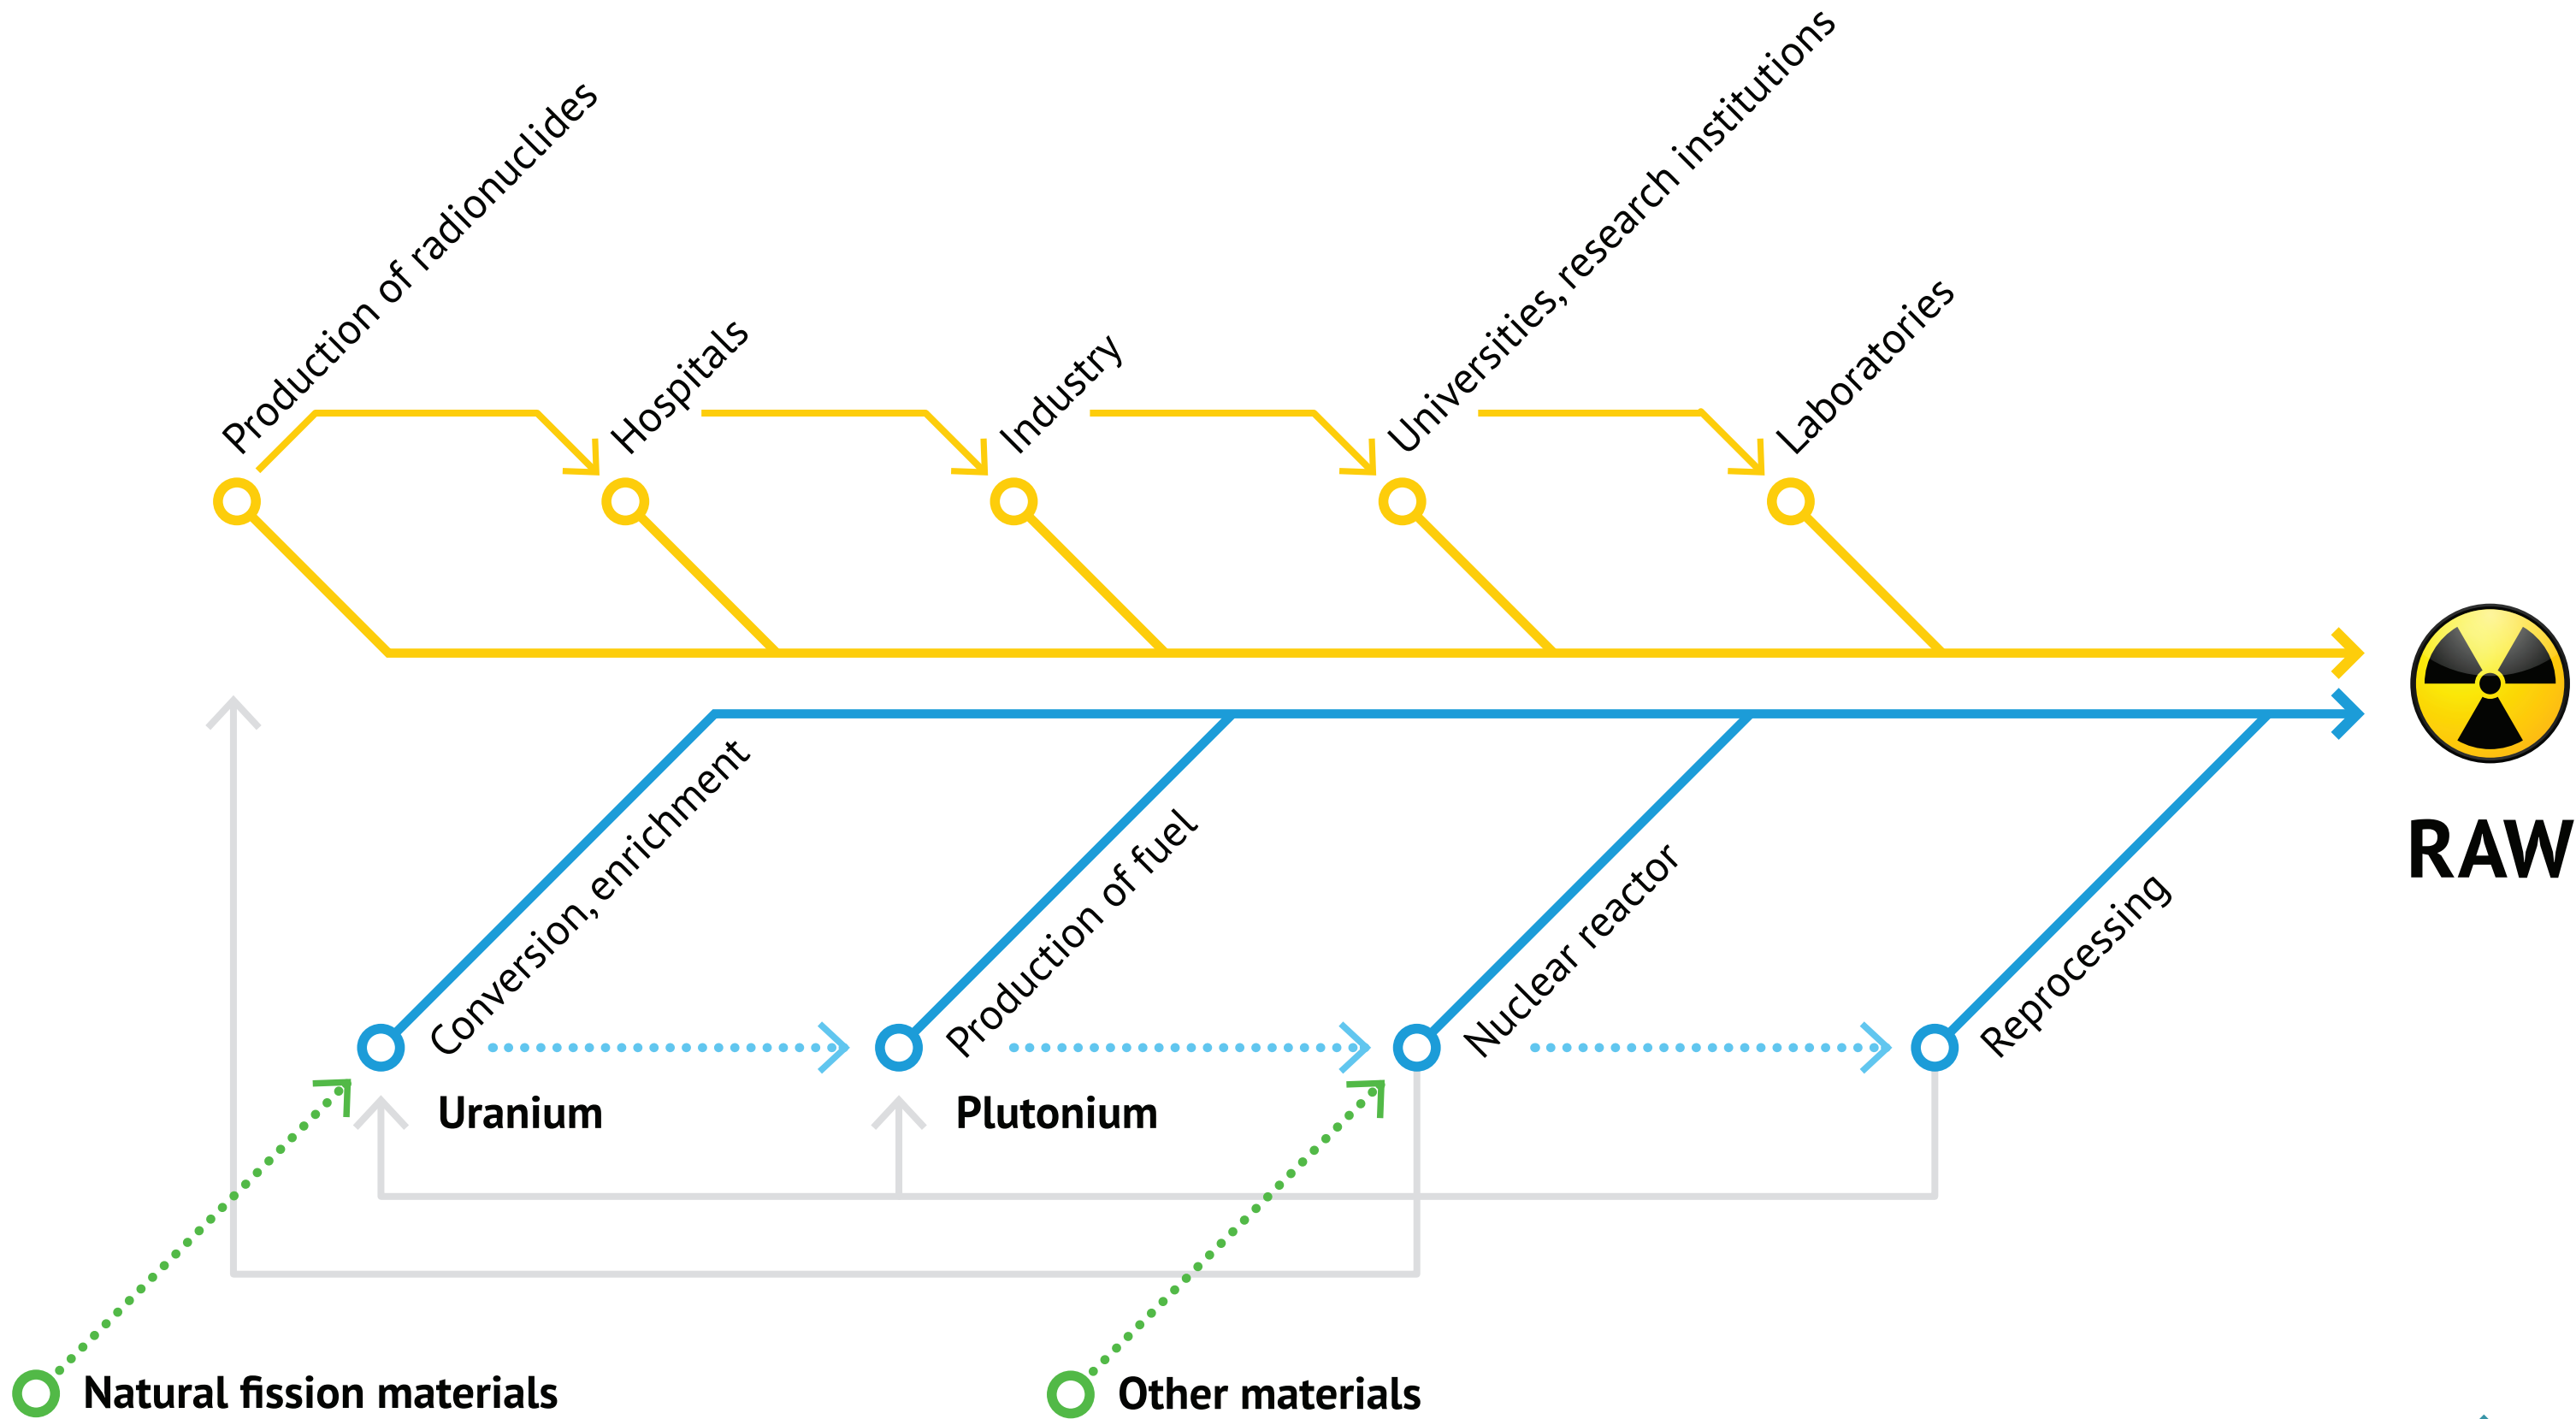 Production of radionuclides
Hospitals
Industry
Universities, research institutions
Laboratories
RAW
Conversion, enrichment
Production of fuel
Nuclear reactor
Reprocessing
Uranium
Plutonium
Natural fission materials
Other materials